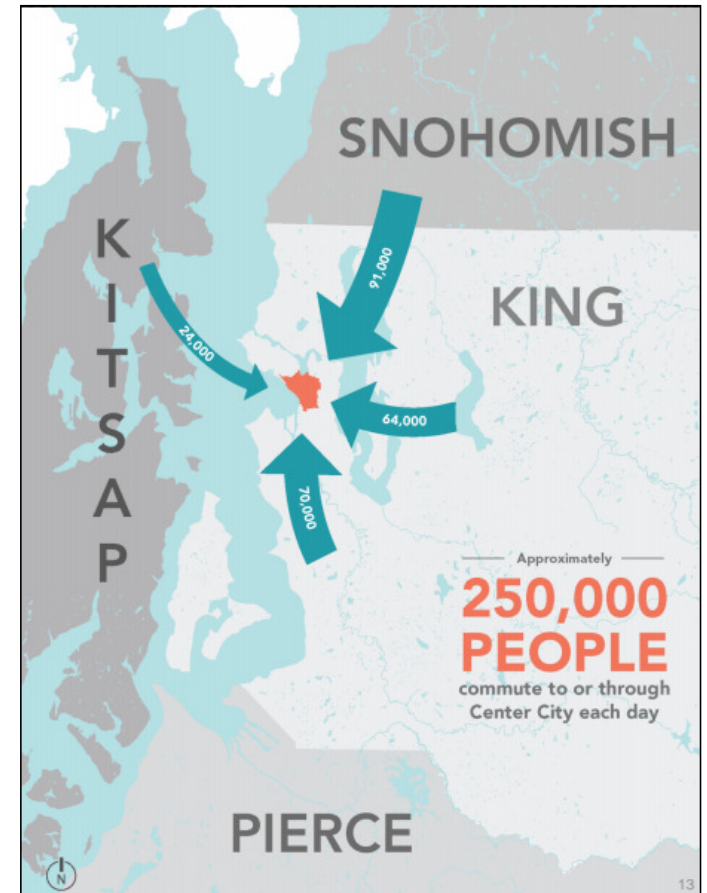 SNOHOMISH
KITSAP
91,000
KING
24,000
64,000
70,000
Approximately
250,000
PEOPLE
commute to or through
Center City each day
PIERCE
N
13